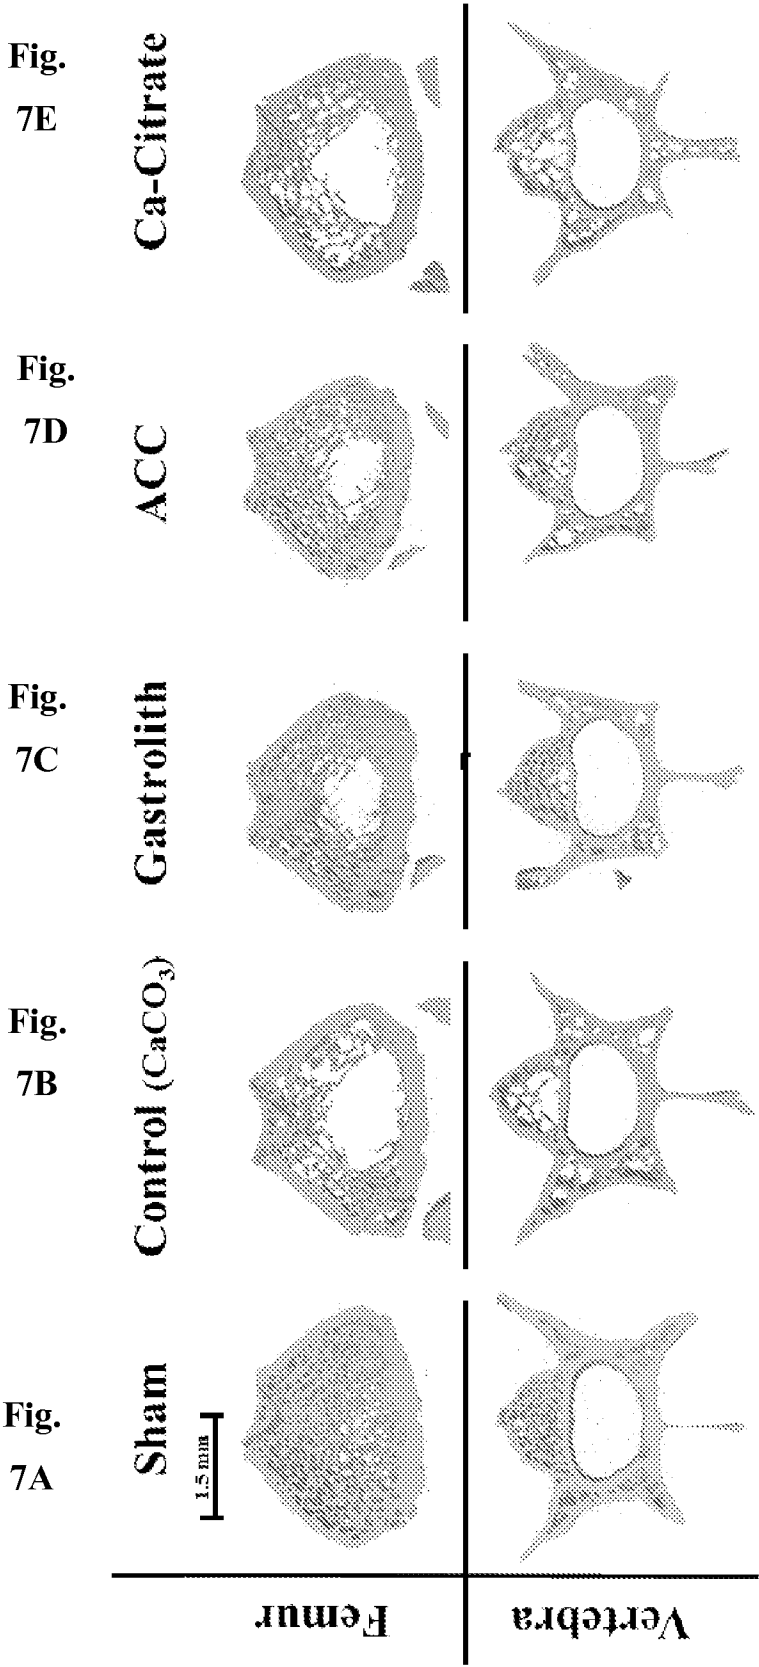 Fig.
7E
Ca-Citrate
Fig.
7D
ACC
Fig.
7C
Gastrolith
Fig.
7B
Control (CaCO₃)
Fig.
7A
Sham
1.5 mm
Femur
Vertebra